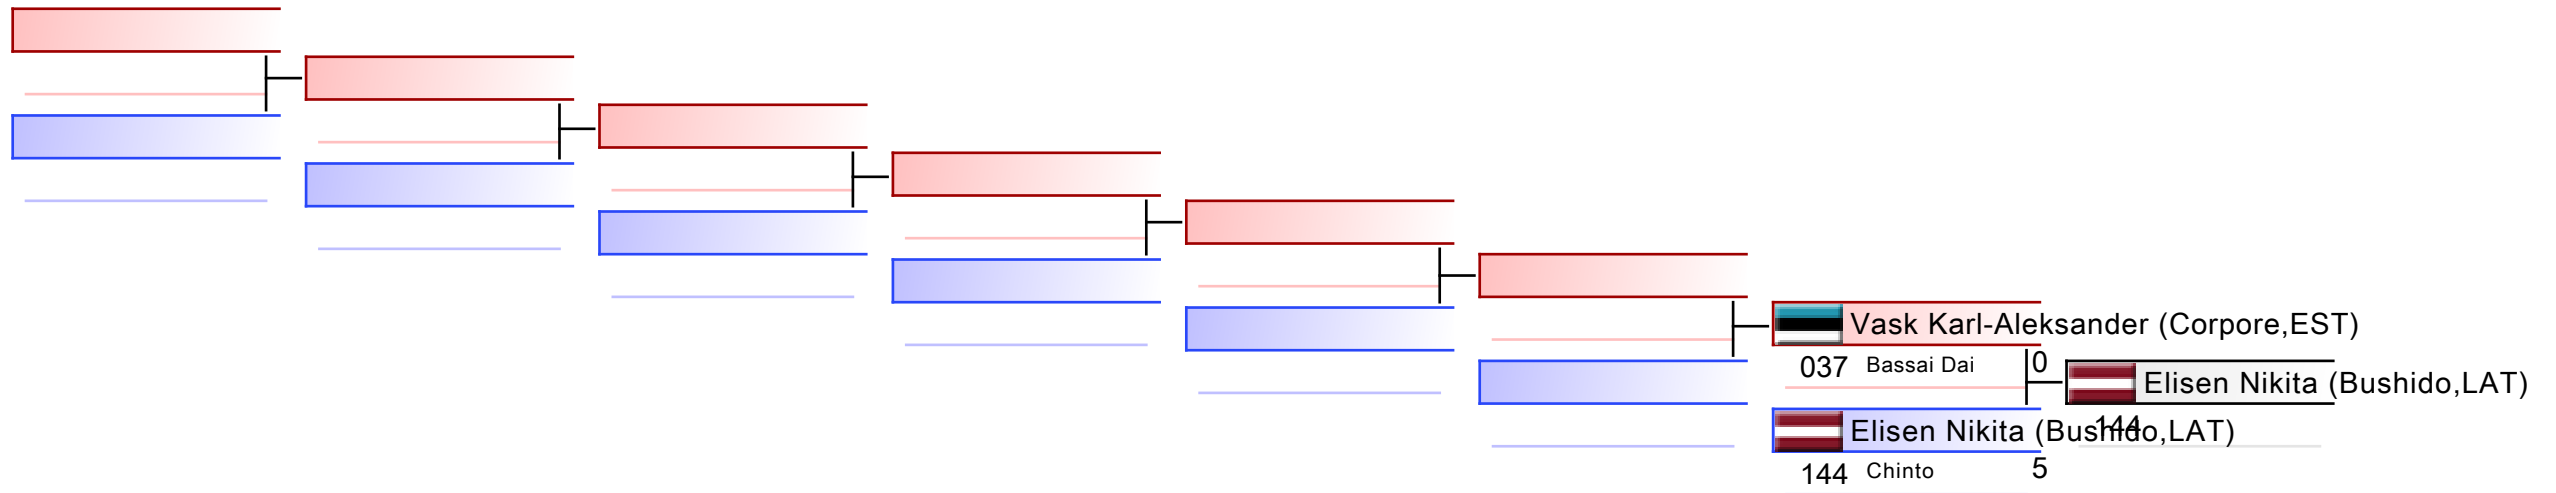 Vask Karl-Aleksander (Corpore,EST)
037 Bassai Dai 0
Elisen Nikita (Bushido,LAT)
144
Elisen Nikita (Bushido,LAT)
144 Chinto 5